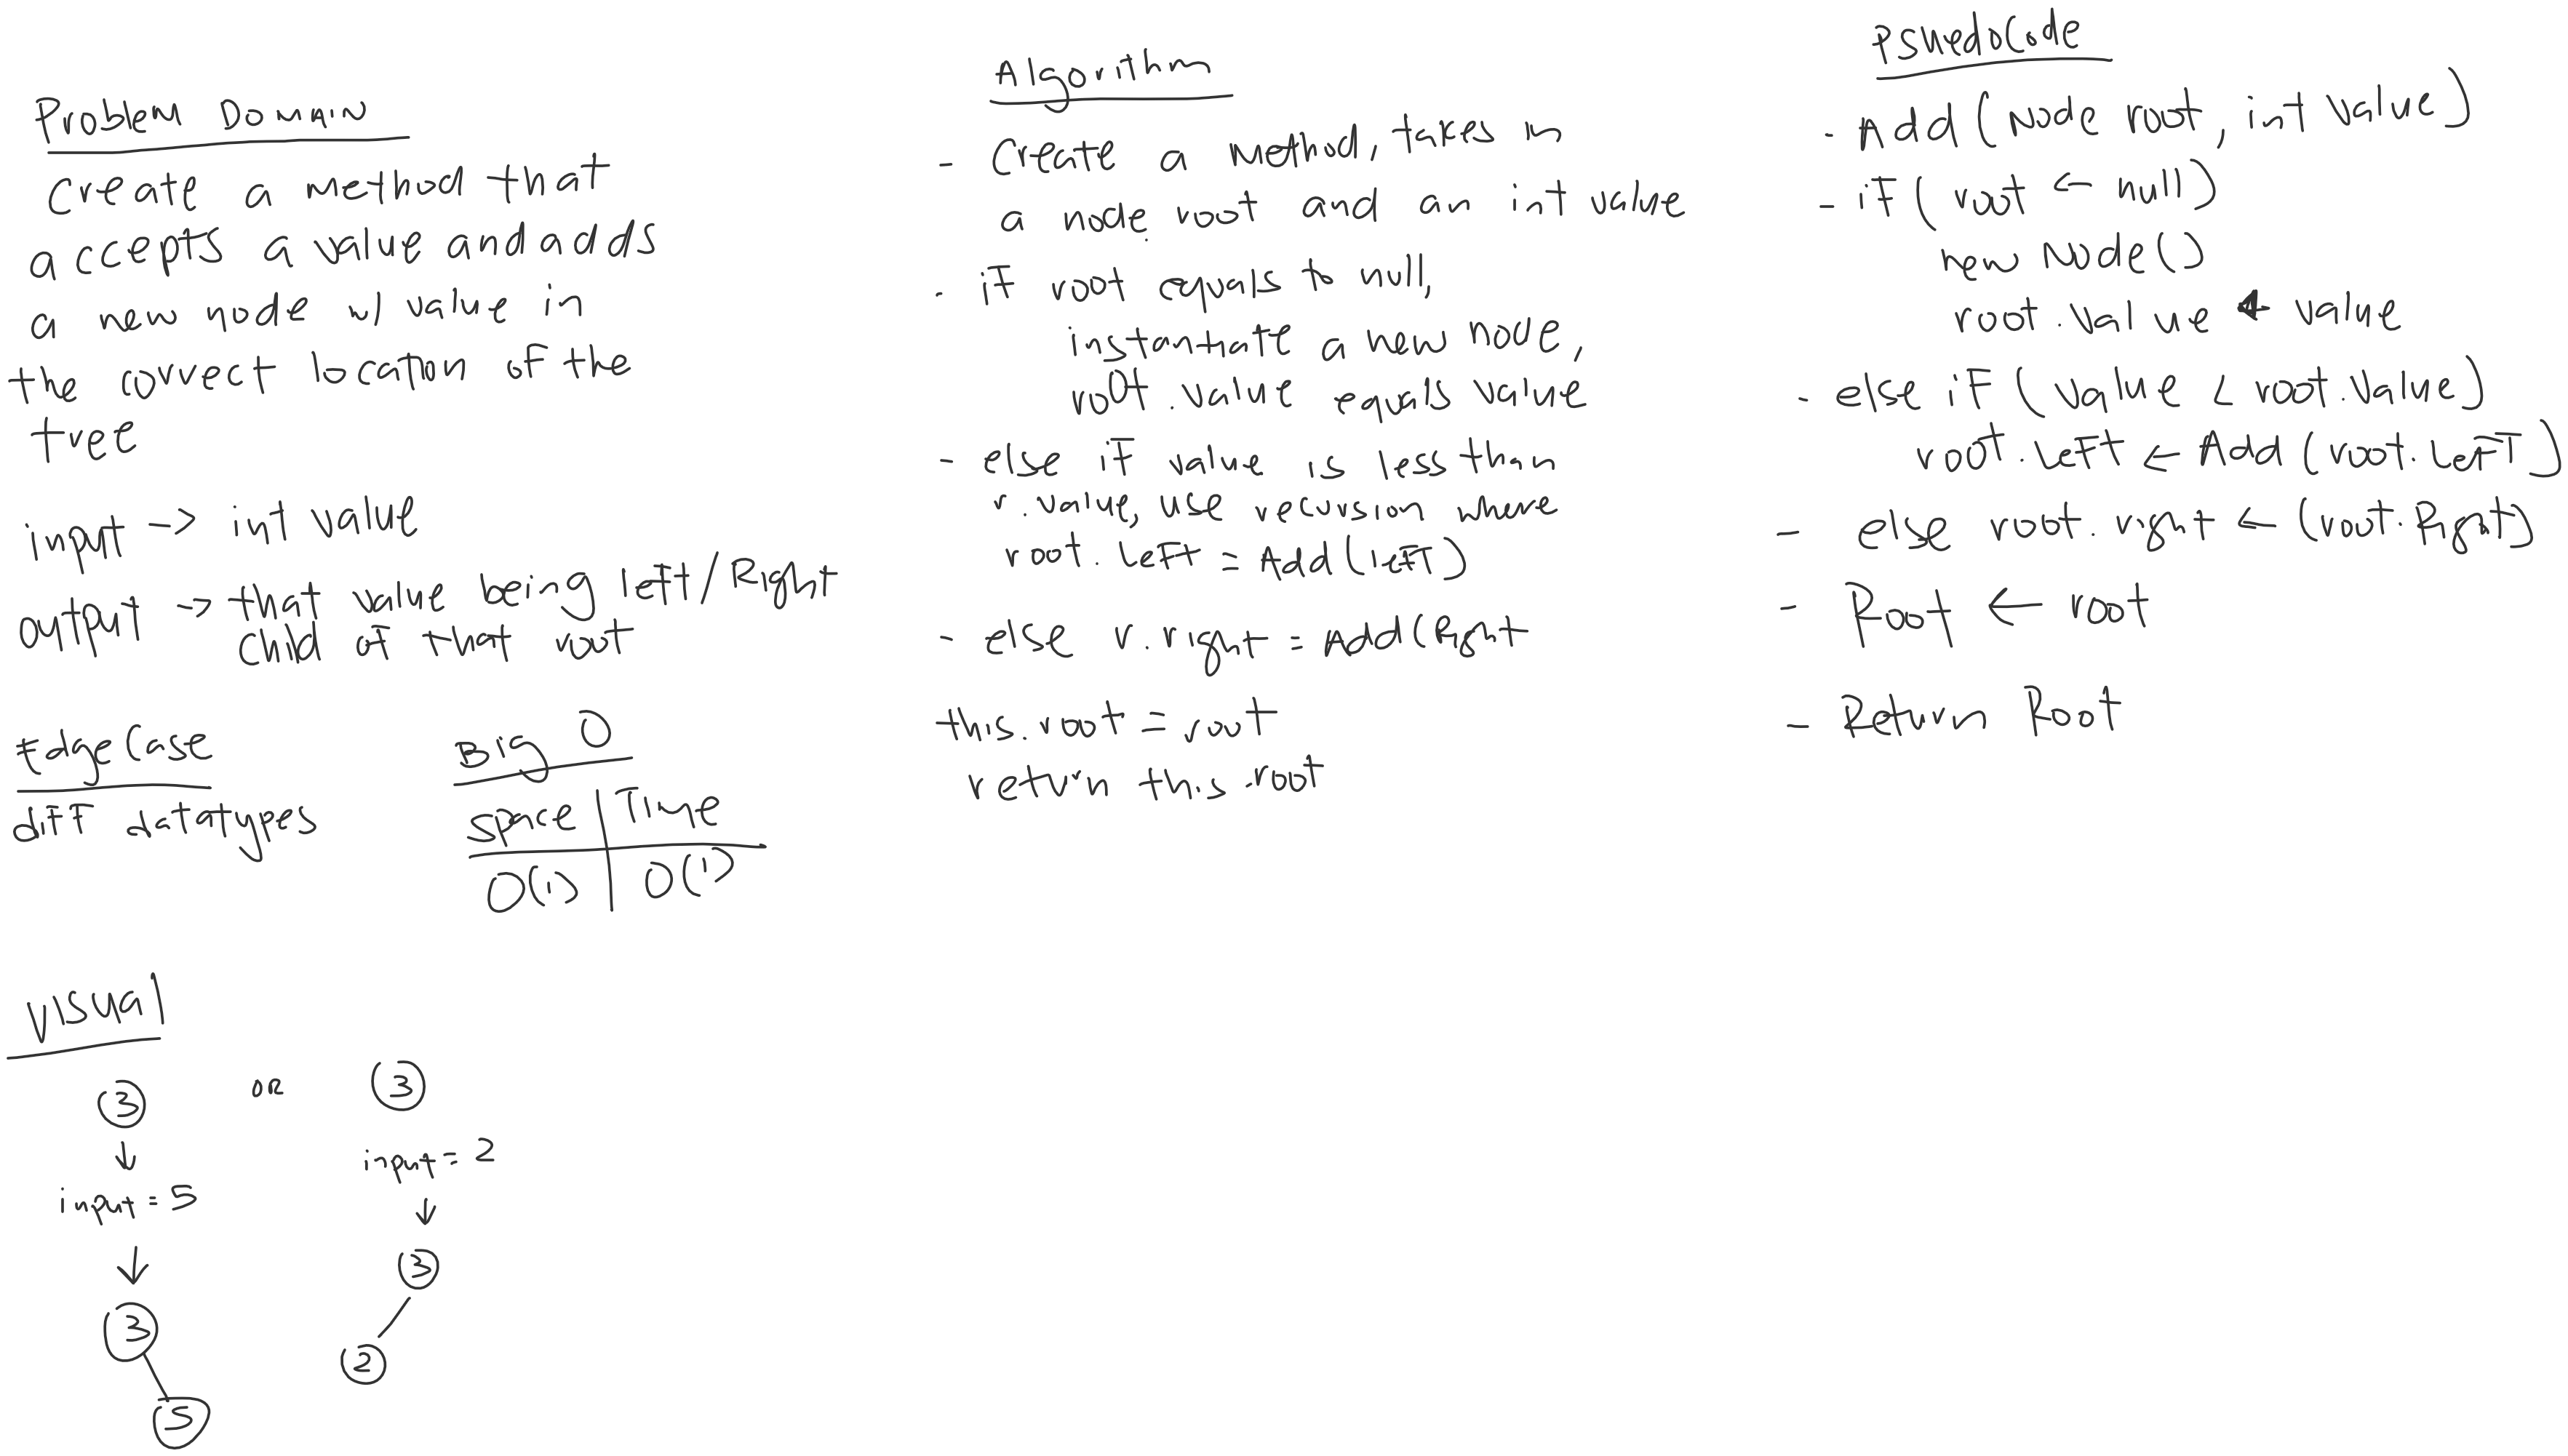 Problem Domain
Create a method that
accepts a value and adds
a new node w/ value in
the correct location of the
tree
input -> int value
output -> that value being left/Right
child of that root
Edge Case
diff datatypes
Big O
space | Time
O(1) | O(1)
Visual
3
↓
input = 5
↓
3
5
OR
3
input = 2
↓
3
2
Algorithm
- Create a method, takes in
a node root and an int value
- if root equals to null,
instantiate a new node,
root.value equals value
- else if value is less than
r.value, use recursion where
root.Left = Add(left)
- else r.right = Add(Right
this.root = root
return this.root
PsuedoCode
- Add(Node root, int value)
- if( root <- null)
new Node()
root.value <- value
- else if (value < root.value)
root.Left <- Add(root.Left)
- else root.right <- (root.Right)
- Root <- root
- Return Root